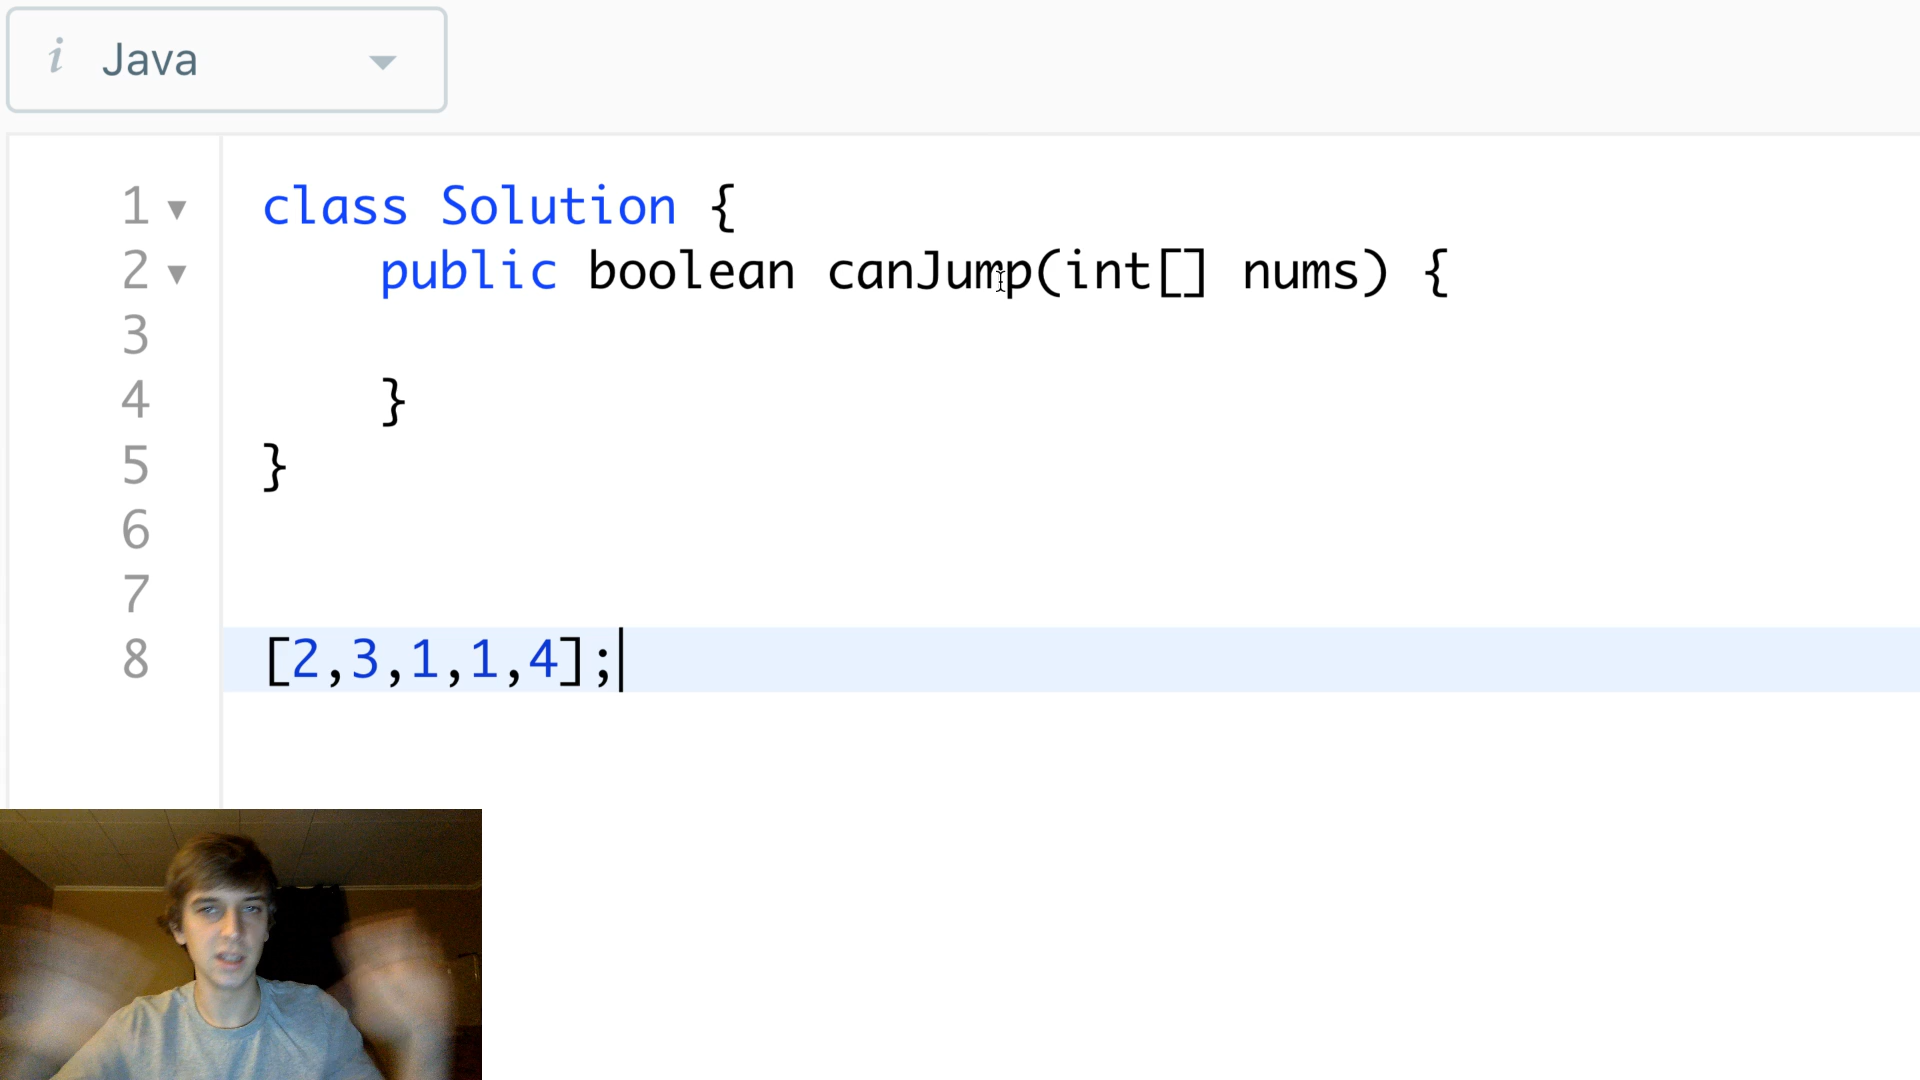 i Java
1 class Solution {
2 public boolean canJump(int[] nums) {
3
4 }
5 }
6
7
8 [2,3,1,1,4];